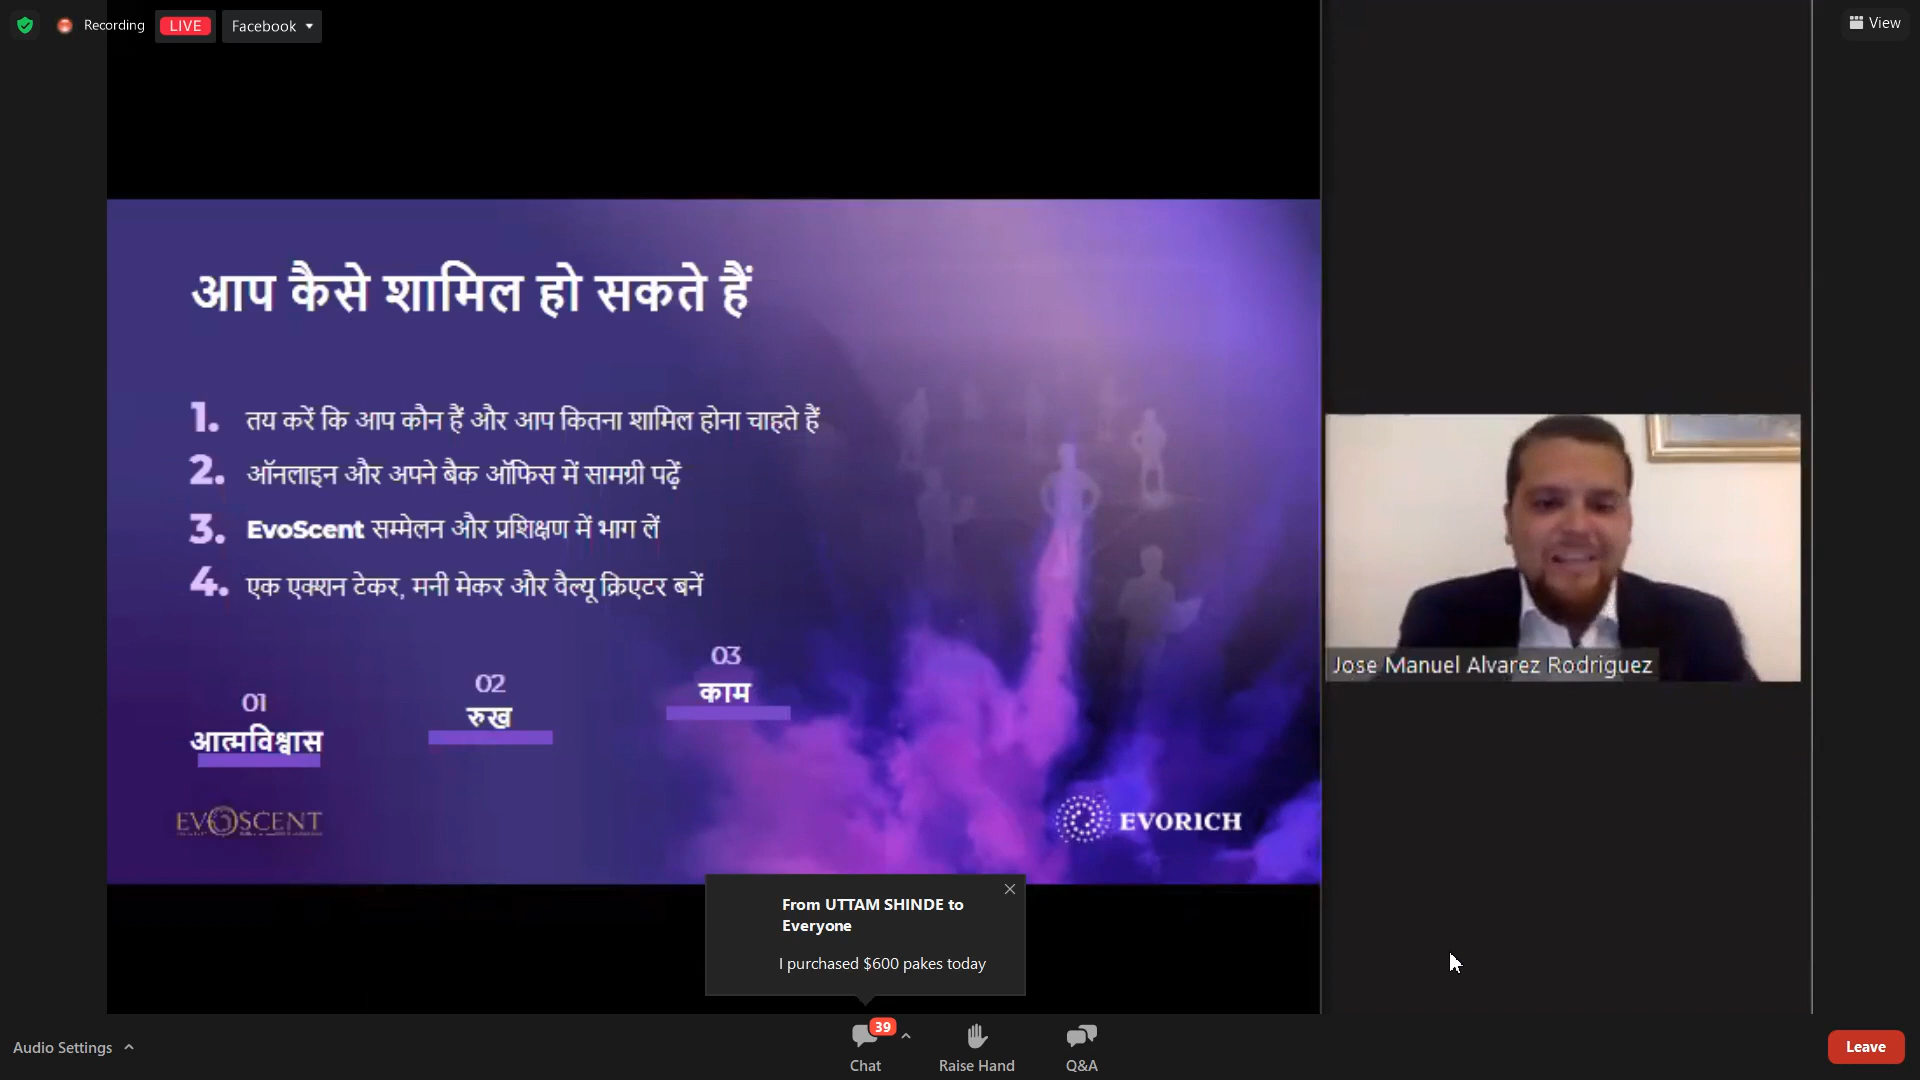 Recording
LIVE
Facebook
View
आप कैसे शामिल हो सकते हैं
1. तय करें कि आप कौन हैं और आप कितना शामिल होना चाहते हैं
2. ऑनलाइन और अपने बैक ऑफिस में सामग्री पढ़ें
3. EvoScent सम्मेलन और प्रशिक्षण में भाग लें
4. एक एक्शन टेकर, मनी मेकर और वैल्यू क्रिएटर बनें
01
आत्मविश्वास
02
रुख
03
काम
EVOSCENT
EVORICH
Jose Manuel Alvarez Rodriguez
From UTTAM SHINDE to
Everyone
I purchased $600 pakes today
Audio Settings
39
Chat
Raise Hand
Q&A
Leave